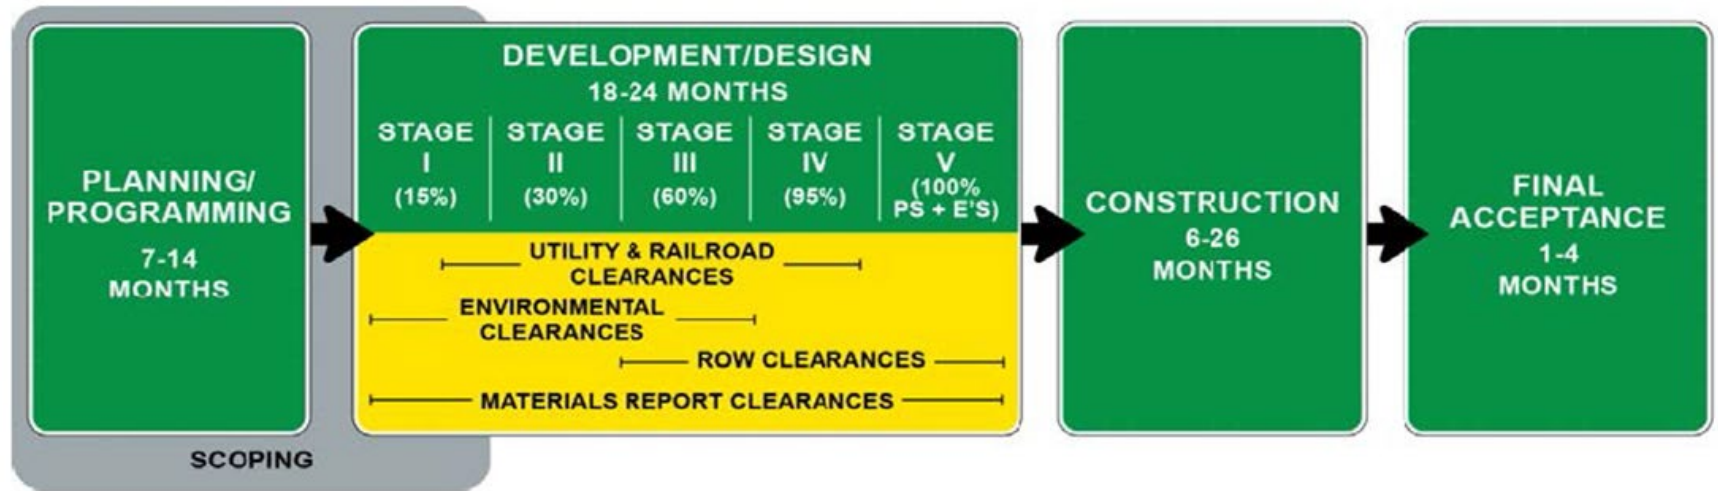 PLANNING/
PROGRAMMING
7-14
MONTHS
DEVELOPMENT/DESIGN
18-24 MONTHS
STAGE
I
(15%)
STAGE
II
(30%)
STAGE
III
(60%)
STAGE
IV
(95%)
STAGE
V
(100%
PS + E'S)
UTILITY & RAILROAD
CLEARANCES
ENVIRONMENTAL
CLEARANCES
ROW CLEARANCES
MATERIALS REPORT CLEARANCES
CONSTRUCTION
6-26
MONTHS
FINAL
ACCEPTANCE
1-4
MONTHS
SCOPING